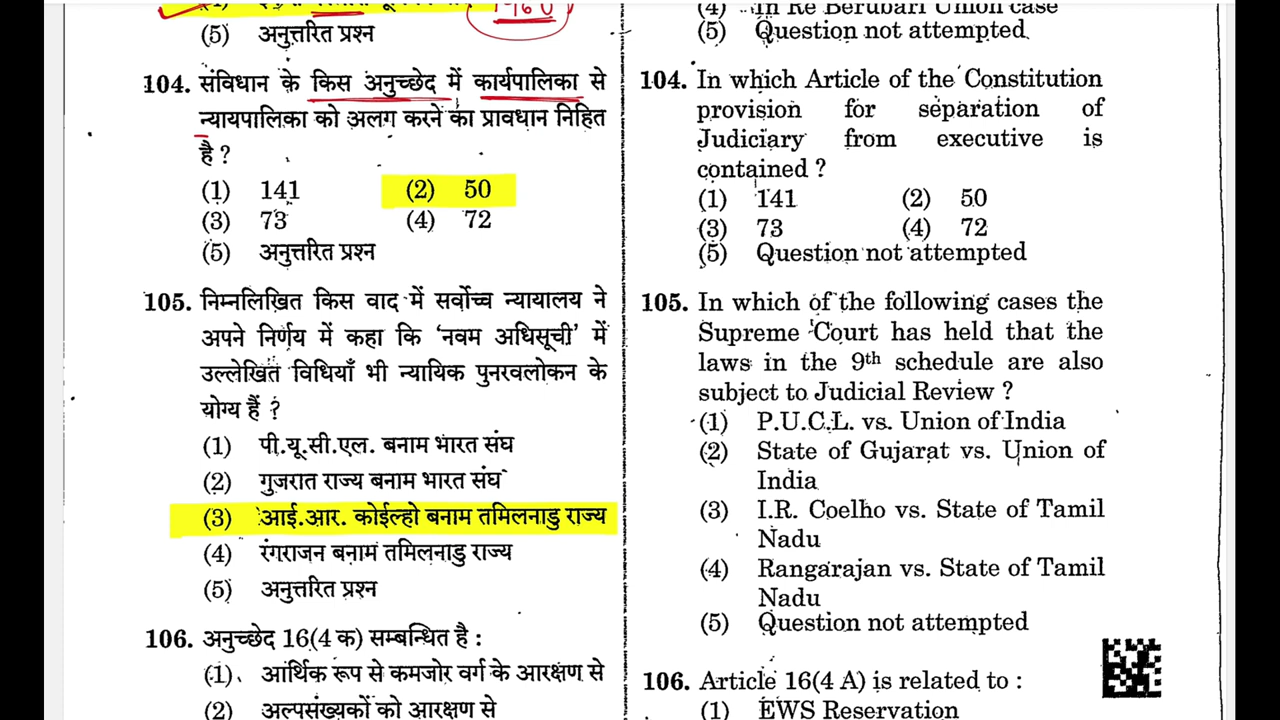 (5) अनुत्तरित प्रश्न
104. संविधान के किस अनुच्छेद में कार्यपालिका से
न्यायपालिका को अलग करने का प्रावधान निहित
है ?
(1) 141 (2) 50
(3) 73 (4) 72
(5) अनुत्तरित प्रश्न
105. निम्नलिखित किस वाद में सर्वोच्च न्यायालय ने
अपने निर्णय में कहा कि ‘नवम अधिसूची’ में
उल्लेखित विधियाँ भी न्यायिक पुनरवलोकन के
योग्य हैं ?
(1) पी.यू.सी.एल. बनाम भारत संघ
(2) गुजरात राज्य बनाम भारत संघ
(3) आई.आर. कोईल्हो बनाम तमिलनाडु राज्य
(4) रंगराजन बनाम तमिलनाडु राज्य
(5) अनुत्तरित प्रश्न
106. अनुच्छेद 16(4 क) सम्बन्धित है :
(1) आर्थिक रूप से कमजोर वर्ग के आरक्षण से
(2) अल्पसंख्यकों को आरक्षण से
(4) In Re Berubari Union case
(5) Question not attempted
104. In which Article of the Constitution
provision for separation of
Judiciary from executive is
contained ?
(1) 141 (2) 50
(3) 73 (4) 72
(5) Question not attempted
105. In which of the following cases the
Supreme Court has held that the
laws in the 9th schedule are also
subject to Judicial Review ?
(1) P.U.C.L. vs. Union of India
(2) State of Gujarat vs. Union of
India
(3) I.R. Coelho vs. State of Tamil
Nadu
(4) Rangarajan vs. State of Tamil
Nadu
(5) Question not attempted
106. Article 16(4 A) is related to :
(1) EWS Reservation